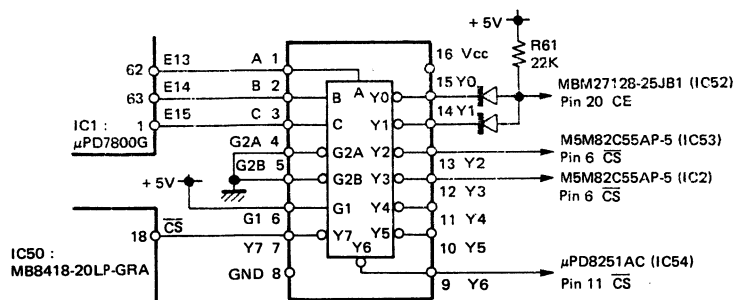 + 5V
R61
22K
MBM27128-25JB1 (IC52)
Pin 20 CE
M5M82C55AP-5 (IC53)
Pin 6 CS
M5M82C55AP-5 (IC2)
Pin 6 CS
µPD8251AC (IC54)
Pin 11 CS
16 Vcc
15 Y0
14 Y1
13 Y2
12 Y3
11 Y4
10 Y5
9 Y6
62 E13 A 1
63 E14 B 2
1 E15 C 3
IC1 :
µPD7800G
G2A 4
G2B 5
+ 5V
G1 6
18 CS Y7 7
GND 8
IC50 :
MB8418-20LP-GRA
A
B Y0
C Y1
G2A Y2
G2B Y3
G1 Y4
Y7 Y5
Y6